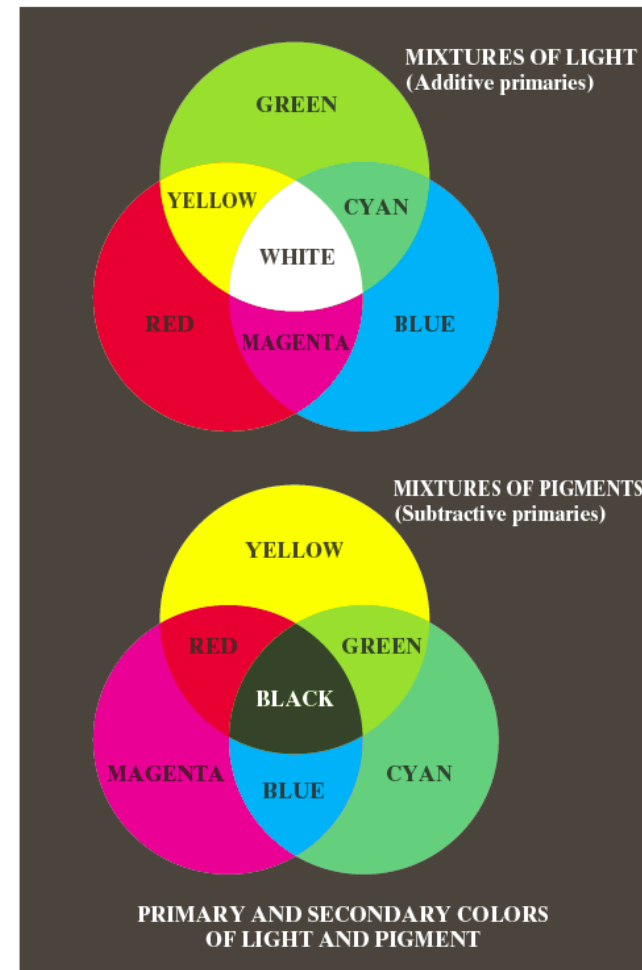 MIXTURES OF LIGHT
(Additive primaries)
GREEN
YELLOW
CYAN
WHITE
RED
BLUE
MAGENTA
MIXTURES OF PIGMENTS
(Subtractive primaries)
YELLOW
RED
GREEN
BLACK
MAGENTA
CYAN
BLUE
PRIMARY AND SECONDARY COLORS
OF LIGHT AND PIGMENT